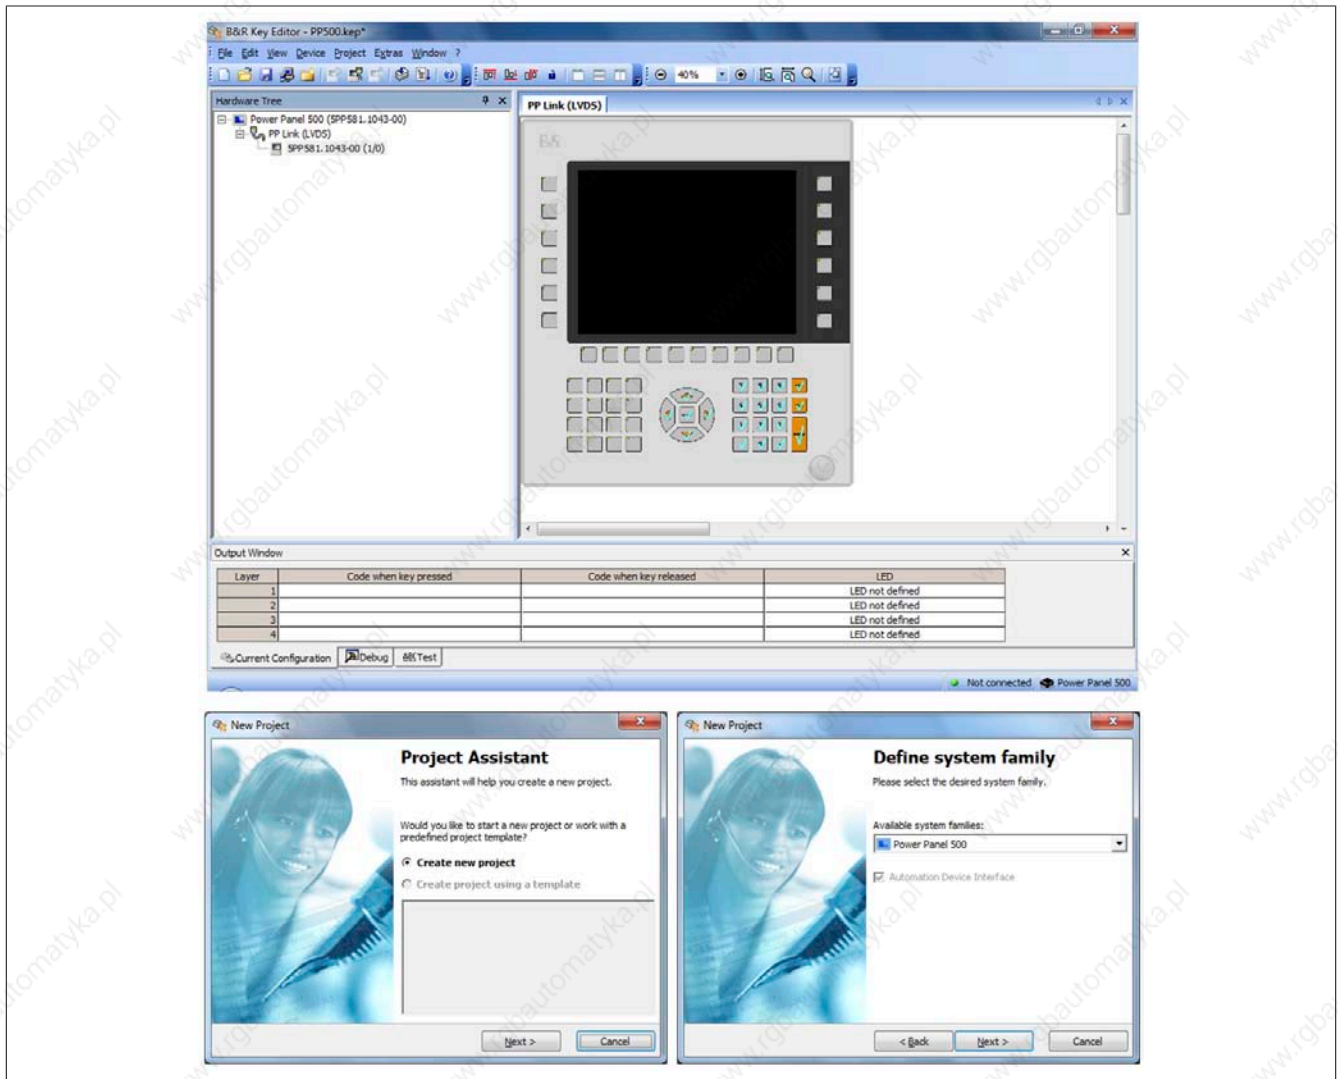 B&R Key Editor - PP500.kep*
File Edit View Device Project Extras Window ?
40%
Hardware Tree
PP Link (LVDS)
Power Panel 500 (5PP581.1043-00)
PP Link (LVDS)
5PP581.1043-00 (1/0)
B&R
Output Window
Layer Code when key pressed Code when key released LED
1 LED not defined
2 LED not defined
3 LED not defined
4 LED not defined
Current Configuration Debug Test
Not connected Power Panel 500
New Project
Project Assistant
This assistant will help you create a new project.
Would you like to start a new project or work with a
predefined project template?
Create new project
Create project using a template
Next > Cancel
New Project
Define system family
Please select the desired system family.
Available system families:
Power Panel 500
Automation Device Interface
< Back Next > Cancel
www.rgbautomatyka.pl